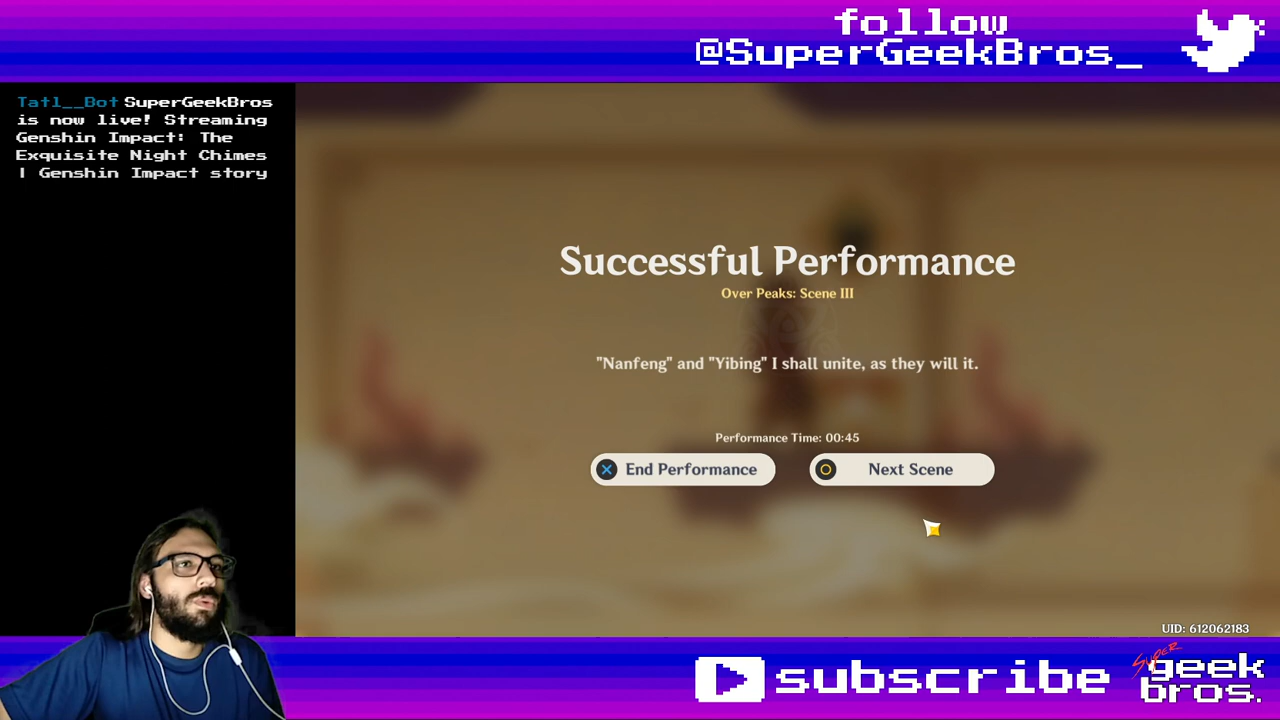 follow
@SuperGeekBros_
Tatl__Bot SuperGeekBros
is now live! Streaming
Genshin Impact: The
Exquisite Night Chimes
| Genshin Impact story
Successful Performance
Over Peaks: Scene III
"Nanfeng" and "Yibing" I shall unite, as they will it.
Performance Time: 00:45
End Performance
Next Scene
UID: 612062183
subscribe
super
geek
bros.